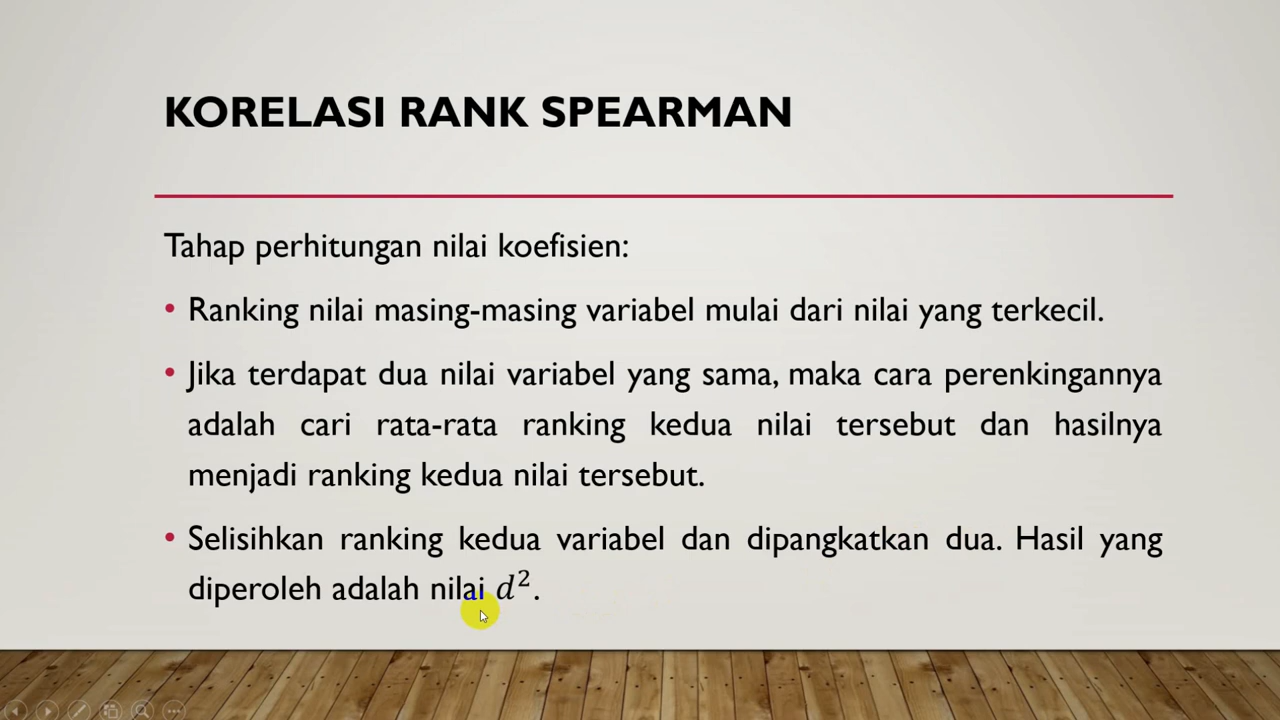 KORELASI RANK SPEARMAN
Tahap perhitungan nilai koefisien:
• Ranking nilai masing-masing variabel mulai dari nilai yang terkecil.
• Jika terdapat dua nilai variabel yang sama, maka cara perenkingannya
adalah cari rata-rata ranking kedua nilai tersebut dan hasilnya
menjadi ranking kedua nilai tersebut.
• Selisihkan ranking kedua variabel dan dipangkatkan dua. Hasil yang
diperoleh adalah nilai d².